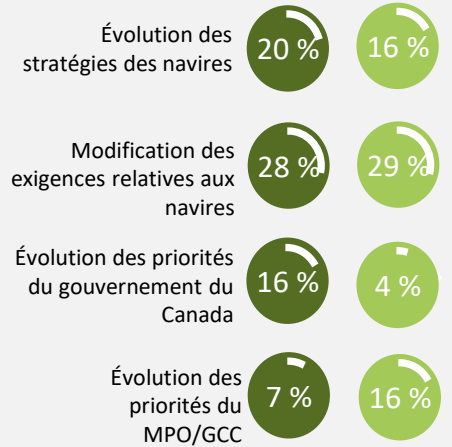 Évolution des
stratégies des navires
20 %
16 %
Modification des
exigences relatives aux
navires
28 %
29 %
Évolution des priorités
du gouvernement du
Canada
16 %
4 %
Évolution des
priorités du
MPO/GCC
7 %
16 %